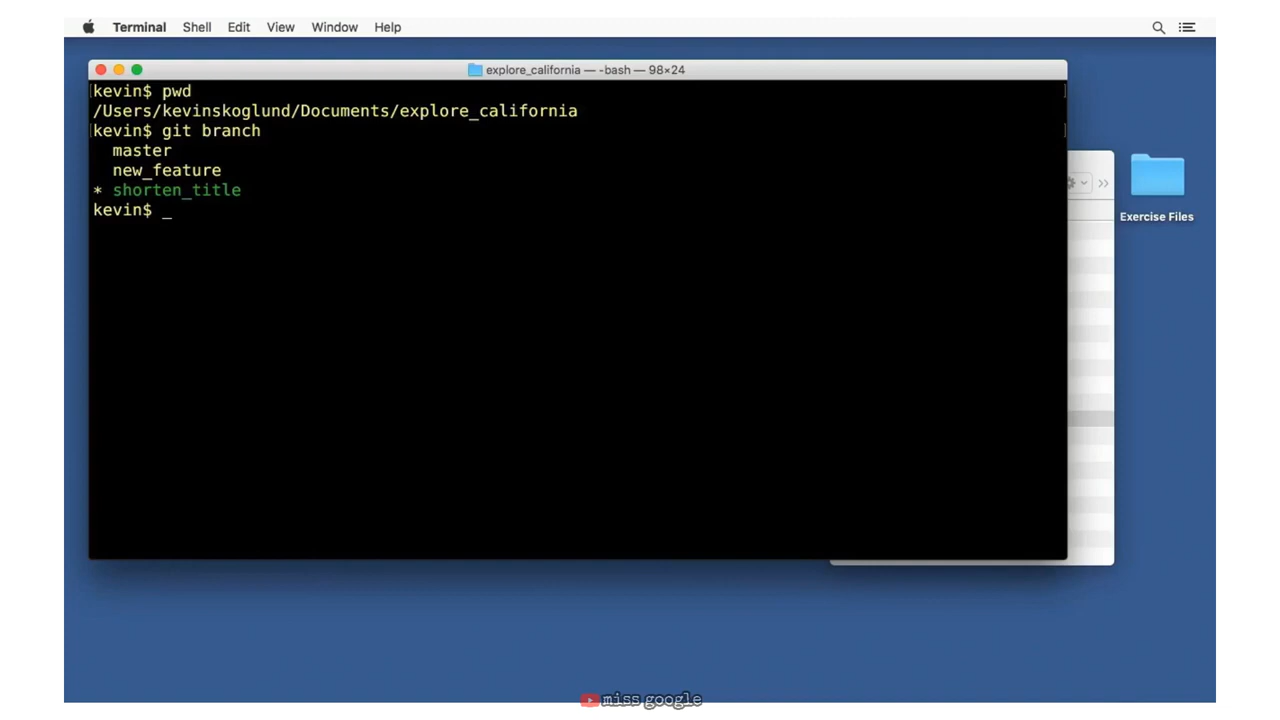 Terminal Shell Edit View Window Help
explore_california — -bash — 98×24
kevin$ pwd
/Users/kevinskoglund/Documents/explore_california
kevin$ git branch
master
new_feature
* shorten_title
kevin$ _
Exercise Files
miss google